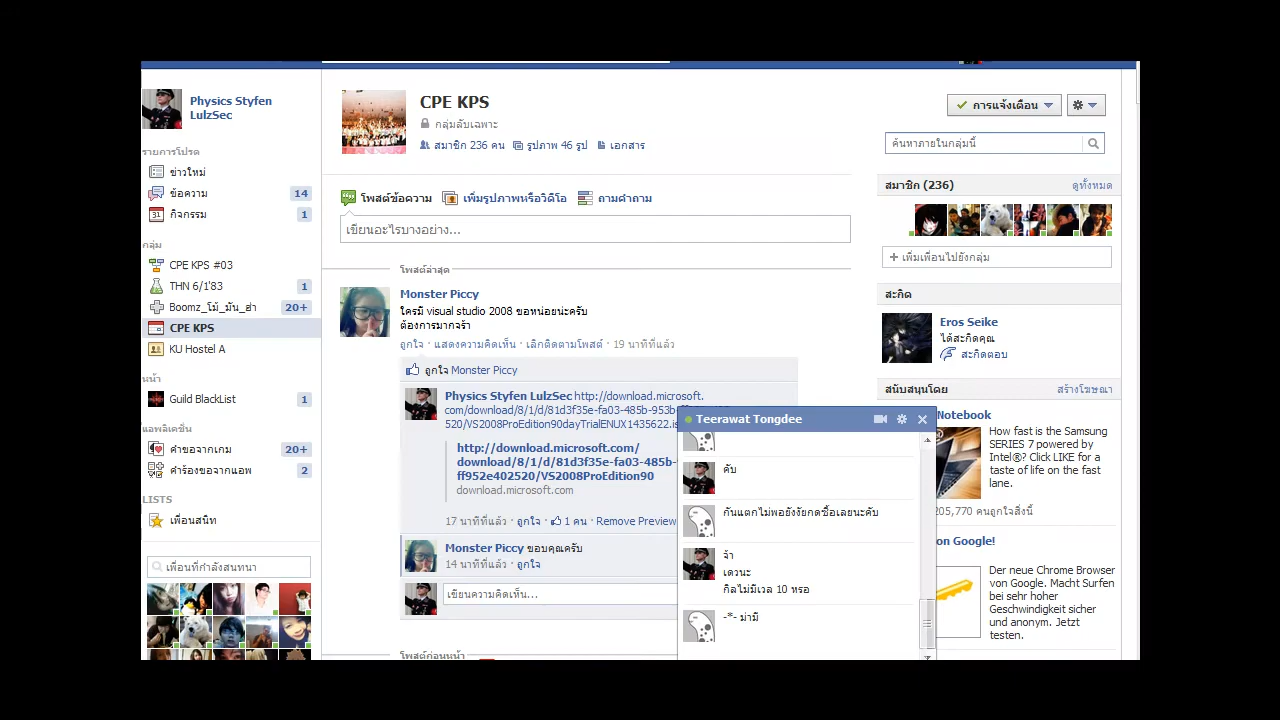 Physics Styfen
LulzSec
รายการโปรด
ข่าวใหม่
ข้อความ 14
กิจกรรม 1
กลุ่ม
CPE KPS #03
THN 6/1'83 1
Boomz_โม้_มัน_ฮา 20+
CPE KPS
KU Hostel A
หน้า
Guild BlackList 1
แอพลิเคชั่น
คำขอจากเกม 20+
คำร้องขอจากแอพ 2
LISTS
เพื่อนสนิท
เพื่อนที่กำลังสนทนา
CPE KPS
กลุ่มลับเฉพาะ
สมาชิก 236 คน รูปภาพ 46 รูป เอกสาร
โพสต์ข้อความ เพิ่มรูปภาพหรือวิดีโอ ถามคำถาม
เขียนอะไรบางอย่าง...
โพสต์ล่าสุด
Monster Piccy
ใครมี visual studio 2008 ขอหน่อยน่ะครับ
ต้องการมากจร้า
ถูกใจ · แสดงความคิดเห็น · เลิกติดตามโพสต์ · 19 นาทีที่แล้ว
ถูกใจ Monster Piccy
Physics Styfen LulzSec http://download.microsoft.
com/download/8/1/d/81d3f35e-fa03-485b-953b
520/VS2008ProEdition90dayTrialENUX1435622.is
http://download.microsoft.com/
download/8/1/d/81d3f35e-fa03-485b-
ff952e402520/VS2008ProEdition90
download.microsoft.com
17 นาทีที่แล้ว · ถูกใจ · 1 คน · Remove Preview
Monster Piccy ขอบคุณครับ
14 นาทีที่แล้ว · ถูกใจ
เขียนความคิดเห็น...
โพสต์ก่อนหน้า
Teerawat Tongdee
คับ
กันแตกไม่พอยังงัยกดซื้อเลยนะคับ
จ้า
เดวนะ
กิลไม่มีเวล 10 หรอ
-*- ม่ามี
การแจ้งเตือน
ค้นหาภายในกลุ่มนี้
สมาชิก (236) ดูทั้งหมด
+ เพิ่มเพื่อนไปยังกลุ่ม
สะกิด
Eros Seike
ได้สะกิดคุณ
สะกิดตอบ
สนับสนุนโดย สร้างโฆษณา
Notebook
How fast is the Samsung
SERIES 7 powered by
Intel®? Click LIKE for a
taste of life on the fast
lane.
205,770 คนถูกใจสิ่งนี้
on Google!
Der neue Chrome Browser
von Google. Macht Surfen
bei sehr hoher
Geschwindigkeit sicher
und anonym. Jetzt
testen.